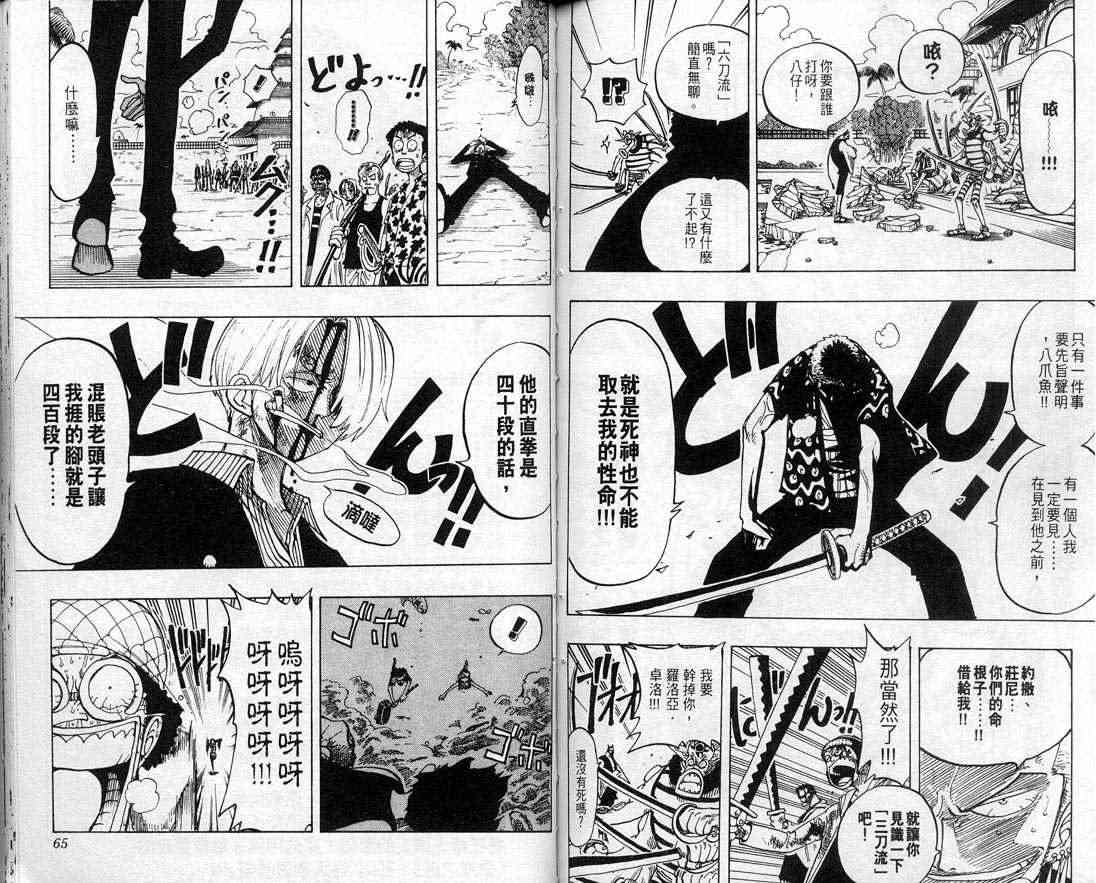 咳……!!!
咳？
你要跟誰
打呀，
八仔！
「六刀流」
嗎？
簡直無聊。
!?
這又有什麼
了不起!?
只有一件事
要先旨聲明
，八爪魚!!
有一個人我
一定要見……
在見到他之前，
就是死神也不能
取去我的性命!!!
どんっ!!
約撒、
莊尼，
你們的命
根子……!!
借給我!!
那當然了!!!
就讓你
見識一下
「三刀流」
吧！
我要
幹掉你，
羅洛亞．
卓洛!!!
還沒有死嗎?
どよっ…!!
…………!!
パン
パン
ムク…!!
什麼嘛……
他的直拳是
四十段的話，
どんっ!!
滴噠
混賬老頭子讓
我捱的腳就是
四百段了……
!
ゴボ
ゴボ
嗚呀呀
呀呀呀
呀呀!!!
65